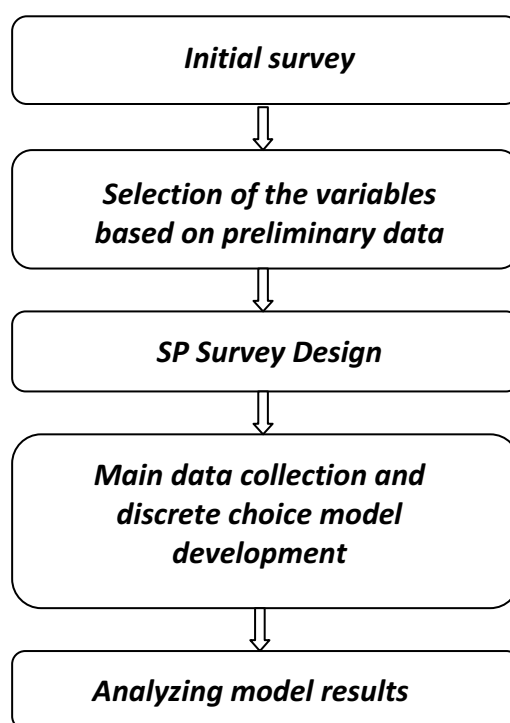 Initial survey
Selection of the variables
based on preliminary data
SP Survey Design
Main data collection and
discrete choice model
development
Analyzing model results